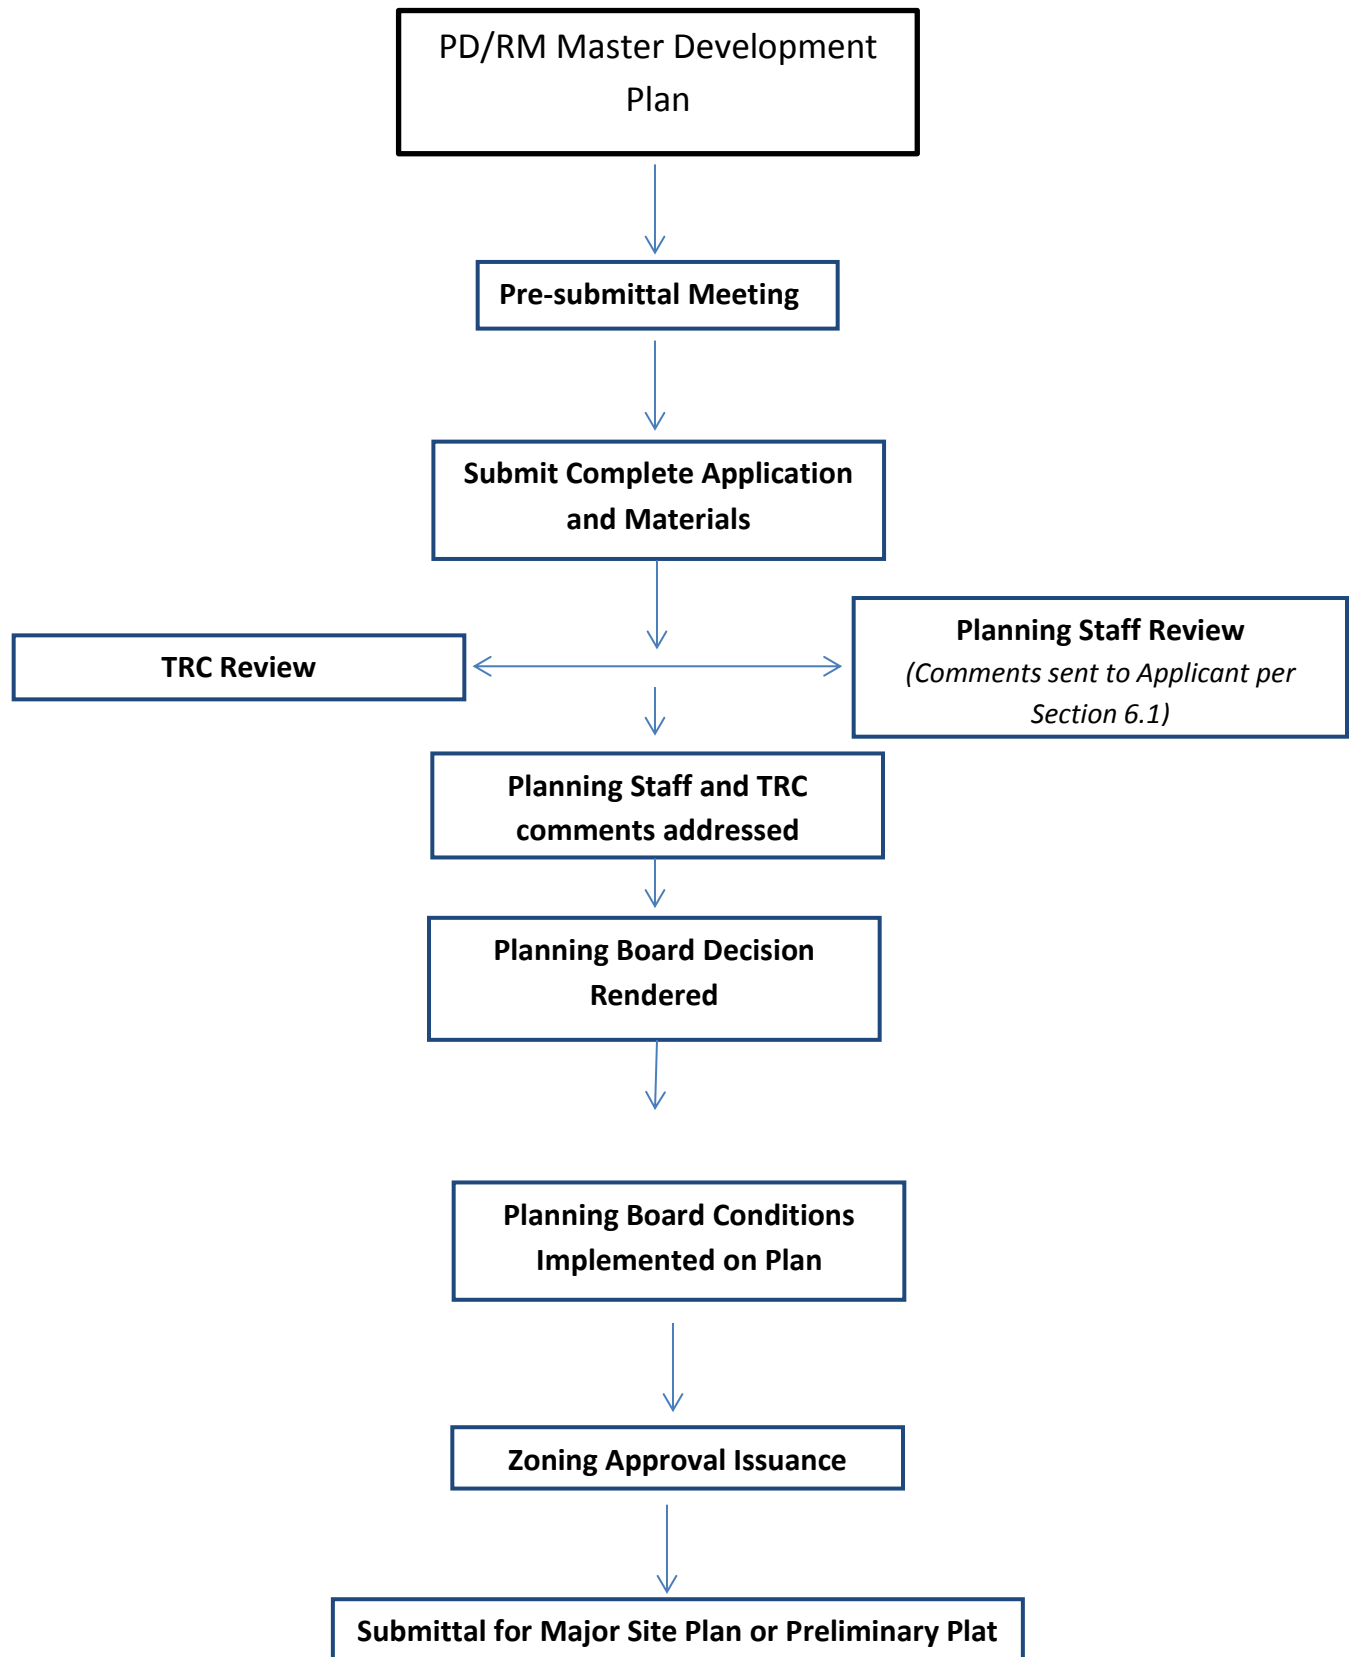 PD/RM Master Development
Plan
Pre-submittal Meeting
Submit Complete Application
and Materials
TRC Review
Planning Staff Review
(Comments sent to Applicant per
Section 6.1)
Planning Staff and TRC
comments addressed
Planning Board Decision
Rendered
Planning Board Conditions
Implemented on Plan
Zoning Approval Issuance
Submittal for Major Site Plan or Preliminary Plat